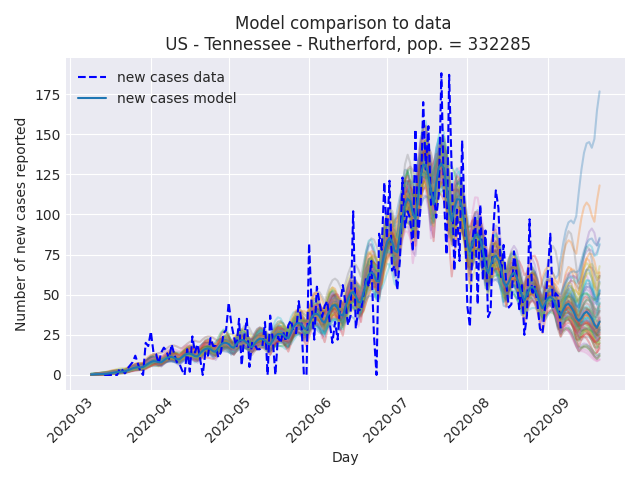 Model comparison to data
US - Tennessee - Rutherford, pop. = 332285
new cases data
new cases model
Number of new cases reported
175
150
125
100
75
50
25
0
2020-03
2020-04
2020-05
2020-06
2020-07
2020-08
2020-09
Day